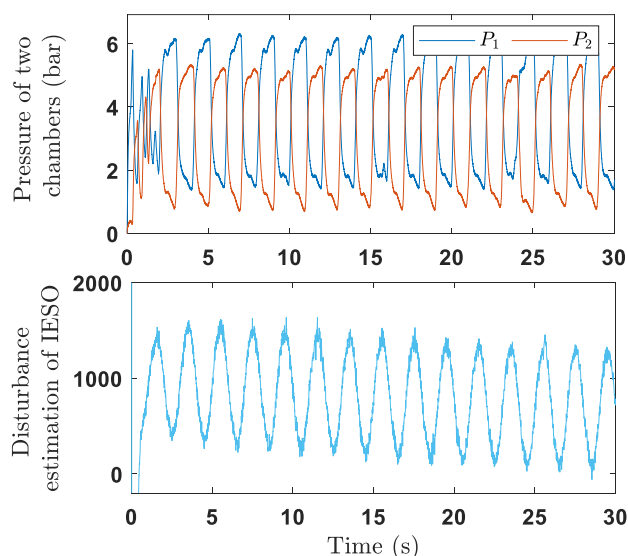 Pressure of two
chambers (bar)
6
4
2
0
P1 P2
0 5 10 15 20 25 30
Disturbance
estimation of IESO
2000
1000
0
0 5 10 15 20 25 30
Time (s)